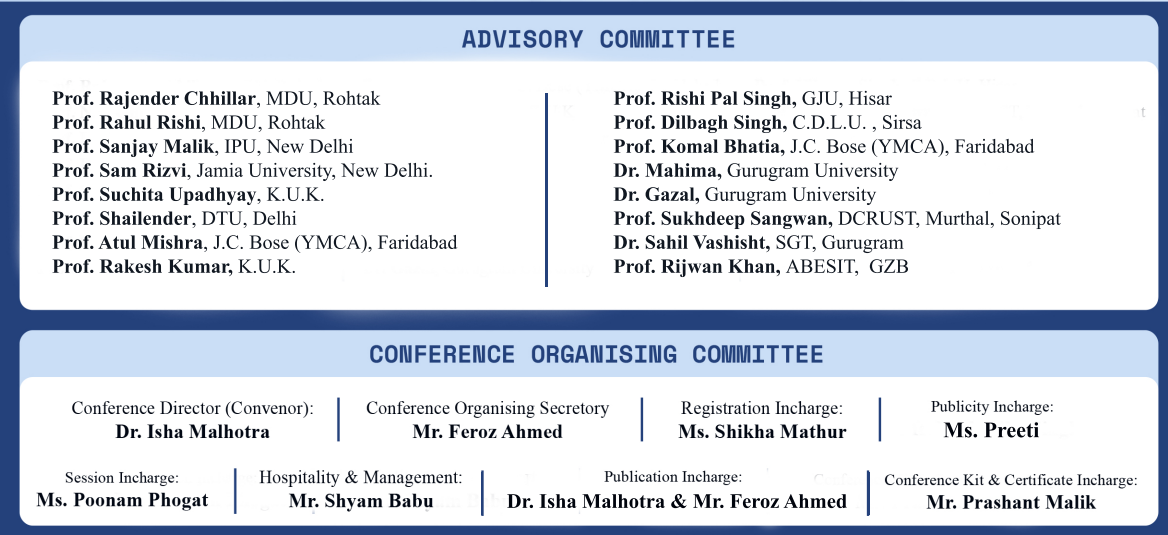 ADVISORY COMMITTEE
Prof. Rajender Chhillar, MDU, Rohtak
Prof. Rahul Rishi, MDU, Rohtak
Prof. Sanjay Malik, IPU, New Delhi
Prof. Sam Rizvi, Jamia University, New Delhi.
Prof. Suchita Upadhyay, K.U.K.
Prof. Shailender, DTU, Delhi
Prof. Atul Mishra, J.C. Bose (YMCA), Faridabad
Prof. Rakesh Kumar, K.U.K.
Prof. Rishi Pal Singh, GJU, Hisar
Prof. Dilbagh Singh, C.D.L.U. , Sirsa
Prof. Komal Bhatia, J.C. Bose (YMCA), Faridabad
Dr. Mahima, Gurugram University
Dr. Gazal, Gurugram University
Prof. Sukhdeep Sangwan, DCRUST, Murthal, Sonipat
Dr. Sahil Vashisht, SGT, Gurugram
Prof. Rijwan Khan, ABESIT, GZB
CONFERENCE ORGANISING COMMITTEE
Conference Director (Convenor):
Dr. Isha Malhotra
Conference Organising Secretary
Mr. Feroz Ahmed
Registration Incharge:
Ms. Shikha Mathur
Publicity Incharge:
Ms. Preeti
Session Incharge:
Ms. Poonam Phogat
Hospitality & Management:
Mr. Shyam Babu
Publication Incharge:
Dr. Isha Malhotra & Mr. Feroz Ahmed
Conference Kit & Certificate Incharge:
Mr. Prashant Malik